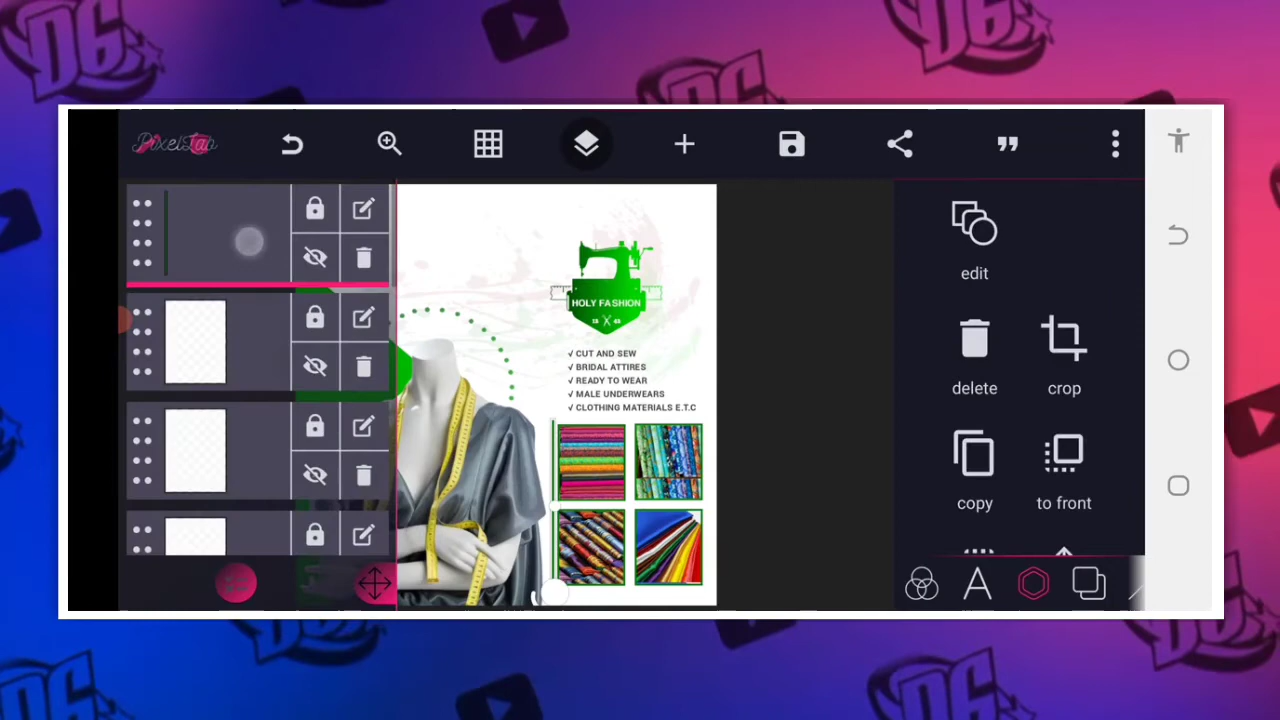 PixelLab
edit
delete
crop
copy
to front
HOLY FASHION
√ CUT AND SEW
√ BRIDAL ATTIRES
√ READY TO WEAR
√ MALE UNDERWEARS
√ CLOTHING MATERIALS E.T.C